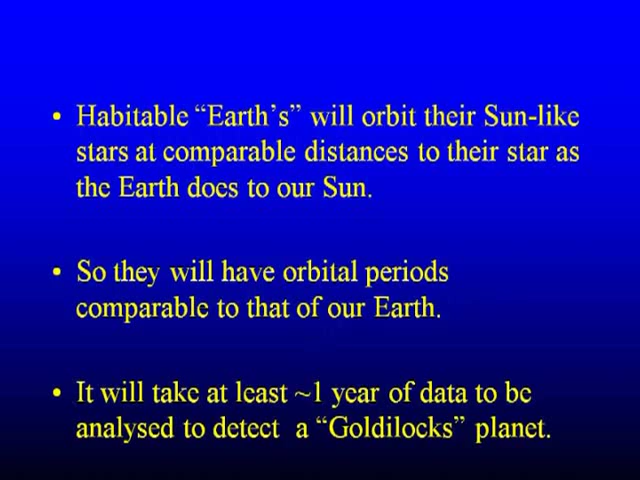 • Habitable “Earth’s” will orbit their Sun-like
stars at comparable distances to their star as
the Earth does to our Sun.
• So they will have orbital periods
comparable to that of our Earth.
• It will take at least ~1 year of data to be
analysed to detect a “Goldilocks” planet.